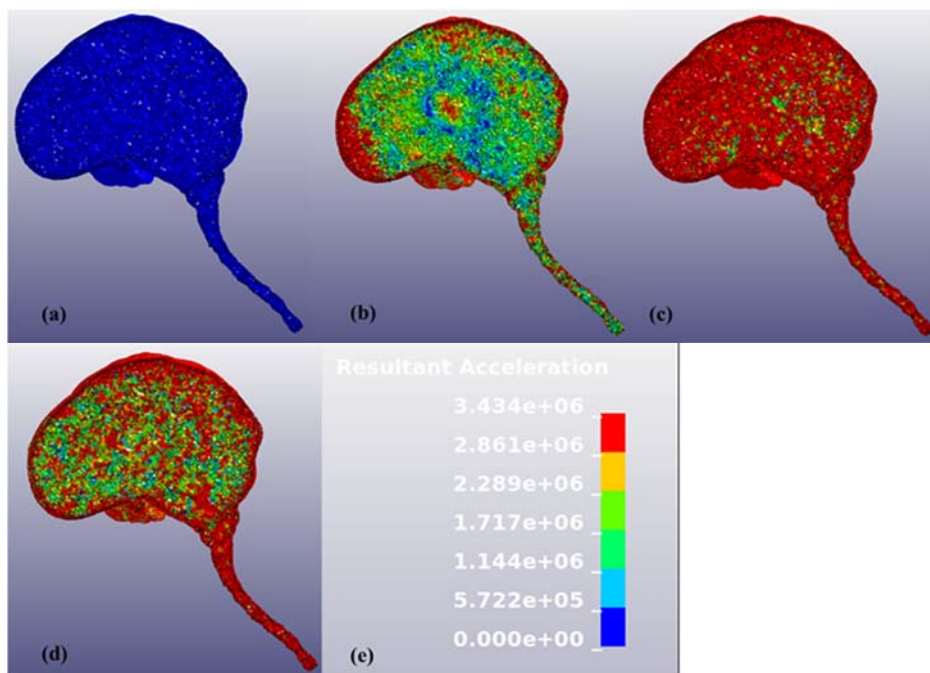 (a)
(b)
(c)
(d)
(e)
Resultant Acceleration
3.434e+06
2.861e+06
2.289e+06
1.717e+06
1.144e+06
5.722e+05
0.000e+00